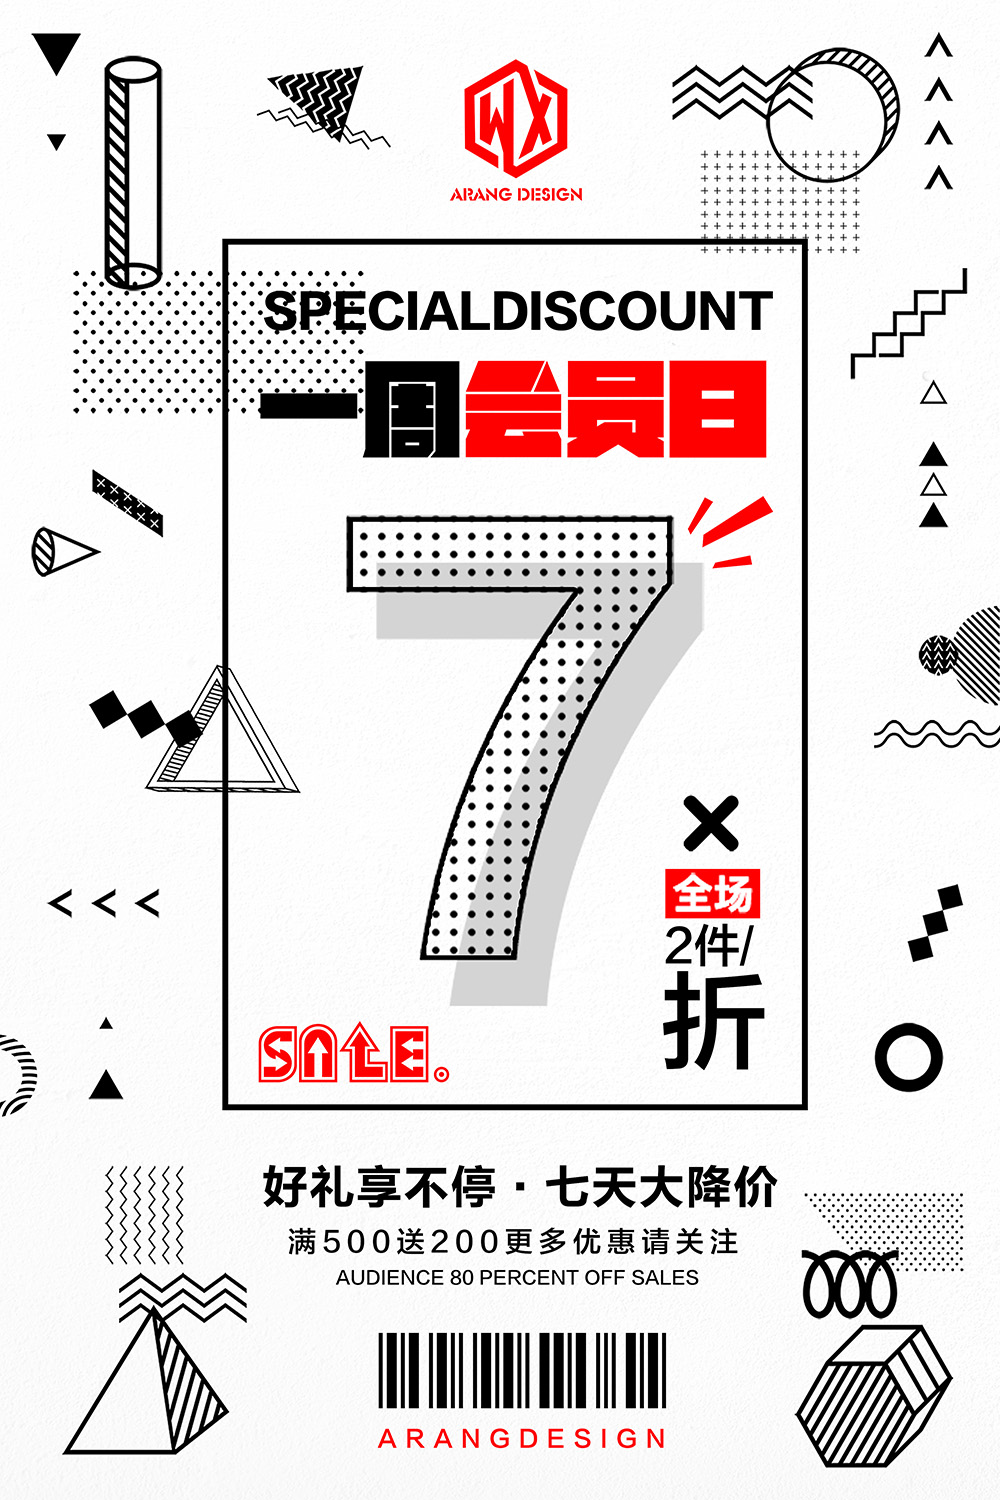 WX
ARANG DESIGN
SPECIALDISCOUNT
一周会员日
7
×
全场
2件/
折
SALE.
好礼享不停·七天大降价
满500送200更多优惠请关注
AUDIENCE 80 PERCENT OFF SALES
ARANGDESIGN